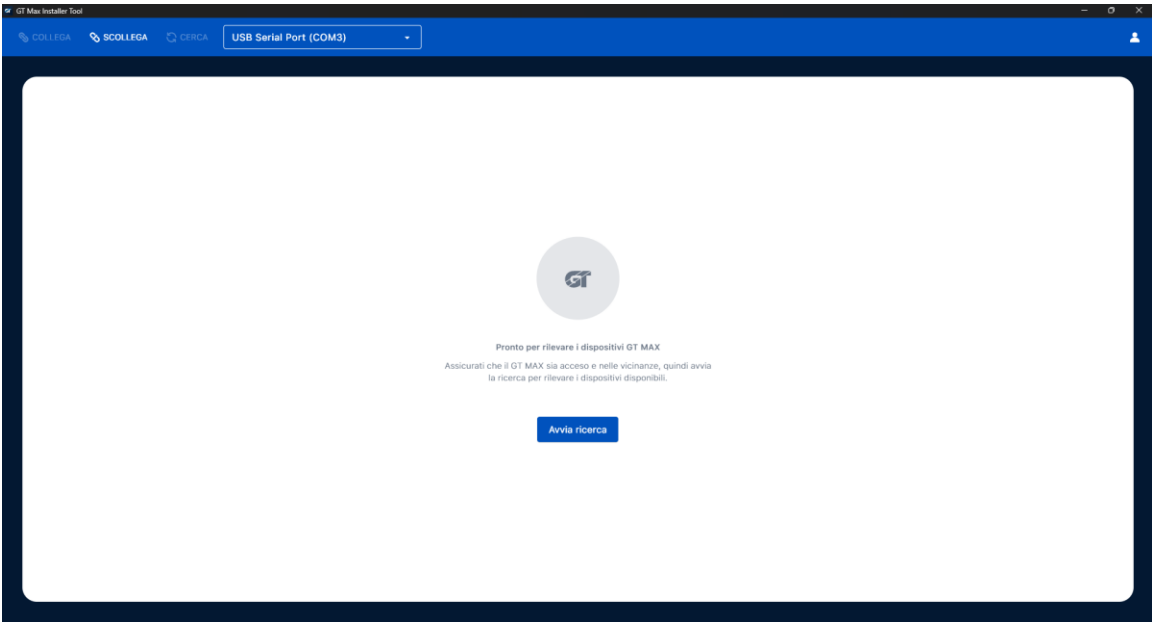 GT Max Installer Tool
COLLEGA SCOLLEGA CERCA USB Serial Port (COM3)
GT
Pronto per rilevare i dispositivi GT MAX
Assicurati che il GT MAX sia acceso e nelle vicinanze, quindi avvia
la ricerca per rilevare i dispositivi disponibili.
Avvia ricerca